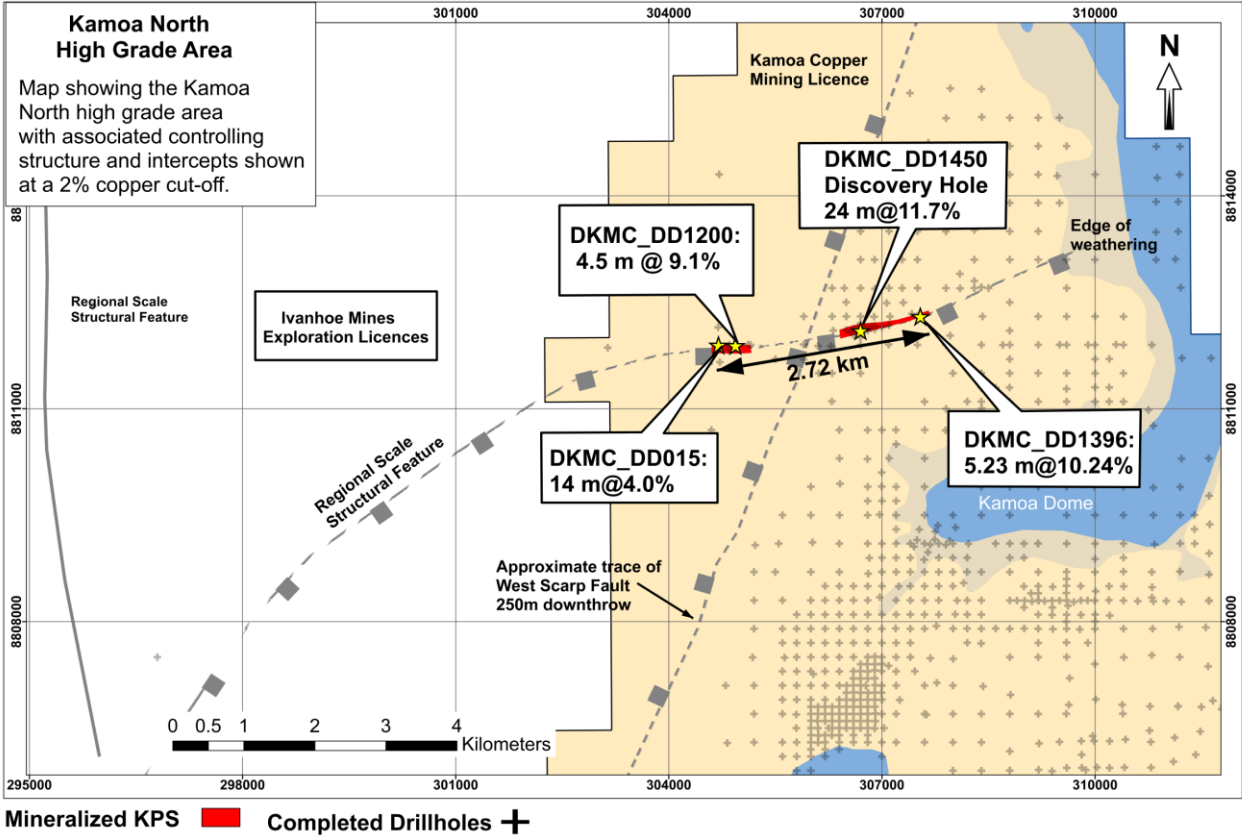 Kamoa North
High Grade Area
Map showing the Kamoa
North high grade area
with associated controlling
structure and intercepts shown
at a 2% copper cut-off.
301000
304000
307000
310000
Kamoa Copper
Mining Licence
N
DKMC_DD1450
Discovery Hole
24 m@11.7%
88
8814000
DKMC_DD1200:
4.5 m @ 9.1%
Edge of
weathering
Regional Scale
Structural Feature
Ivanhoe Mines
Exploration Licences
2.72 km
8811000
8811000
DKMC_DD015:
14 m@4.0%
DKMC_DD1396:
5.23 m@10.24%
Regional Scale
Structural Feature
Kamoa Dome
Approximate trace of
West Scarp Fault
250m downthrow
8808000
8808000
0 0.5 1 2 3 4
Kilometers
295000
298000
301000
304000
307000
310000
Mineralized KPS
Completed Drillholes